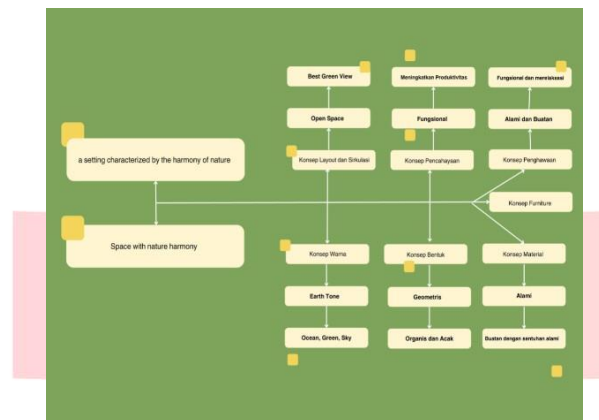 Best Green View
Meningkatkan Produktivitas
Fungsional dan merelaksasi
Open Space
Fungsional
Alami dan Buatan
a setting characterized by the harmony of nature
Konsep Layout dan Sirkulasi
Konsep Pencahayaan
Konsep Penghawaan
Konsep Furniture
Space with nature harmony
Konsep Warna
Konsep Bentuk
Konsep Material
Earth Tone
Geometris
Alami
Ocean, Green, Sky
Organis dan Acak
Buatan dengan sentuhan alami